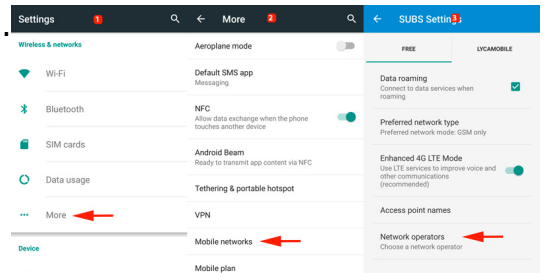 Settings 1
Wireless & networks
Wi-Fi
Bluetooth
SIM cards
Data usage
More
Device
More 2
Aeroplane mode
Default SMS app
Messaging
NFC
Allow data exchange when the phone
touches another device
Android Beam
Ready to transmit app content via NFC
Tethering & portable hotspot
VPN
Mobile networks
Mobile plan
SUBS Settings 3
FREE LYCAMOBILE
Data roaming
Connect to data services when
roaming
Preferred network type
Preferred network mode: GSM only
Enhanced 4G LTE Mode
Use LTE services to improve voice and
other communications
(recommended)
Access point names
Network operators
Choose a network operator